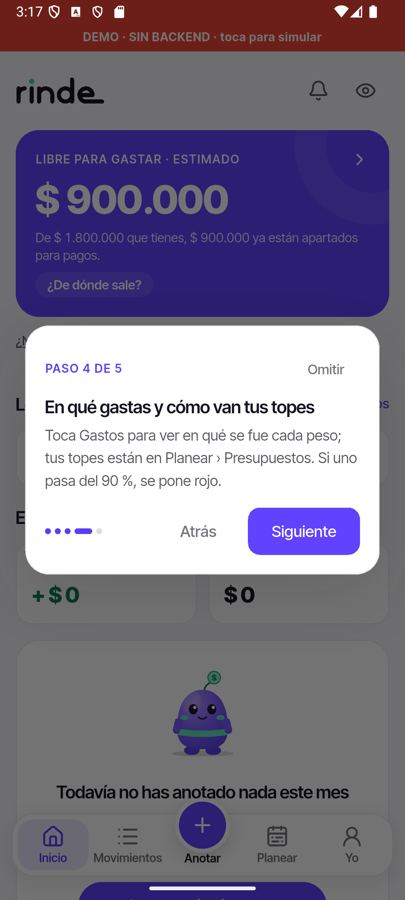 3:17
DEMO · SIN BACKEND · toca para simular
rinde
LIBRE PARA GASTAR · ESTIMADO
$ 900.000
De $ 1.800.000 que tienes, $ 900.000 ya están apartados
para pagos.
¿De dónde sale?
PASO 4 DE 5
Omitir
En qué gastas y cómo van tus topes
Toca Gastos para ver en qué se fue cada peso;
tus topes están en Planear › Presupuestos. Si uno
pasa del 90 %, se pone rojo.
Atrás
Siguiente
+$0
$0
Todavía no has anotado nada este mes
Inicio
Movimientos
Anotar
Planear
Yo